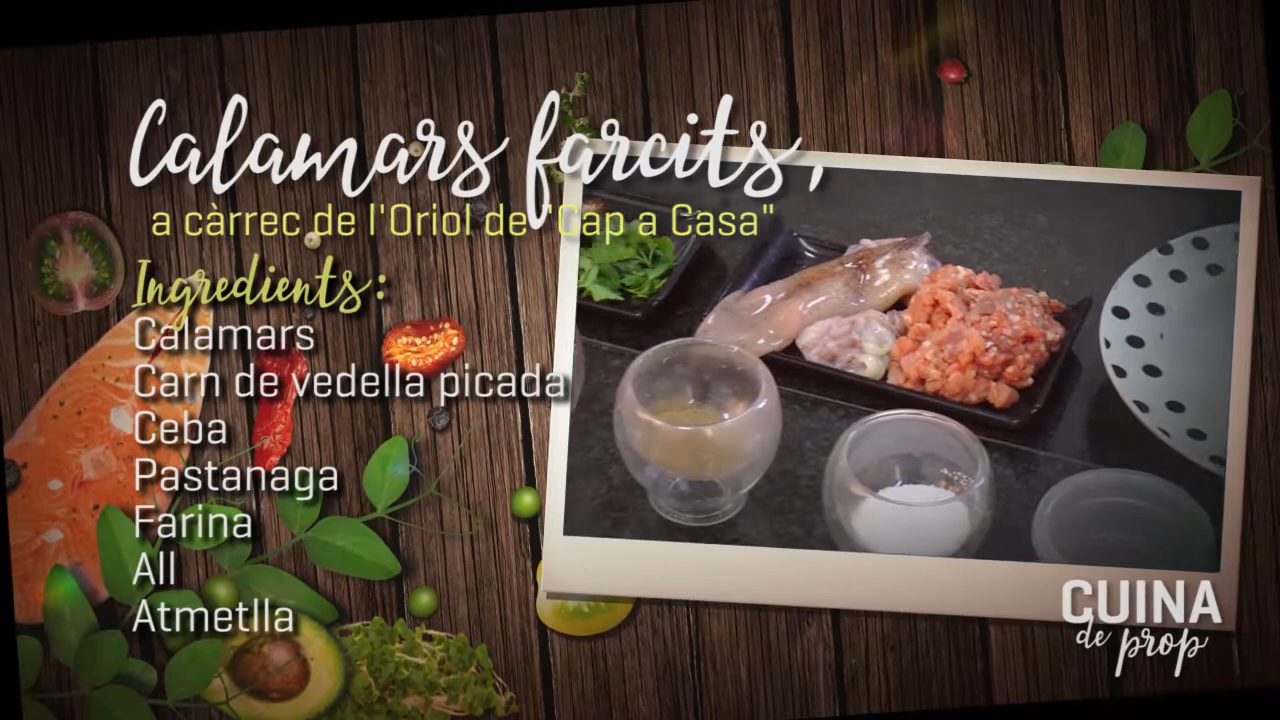 Calamars farcits,
a càrrec de l'Oriol de "Cap a Casa"
Ingredients:
Calamars
Carn de vedella picada
Ceba
Pastanaga
Farina
All
Atmetlla
CUINA
de prop